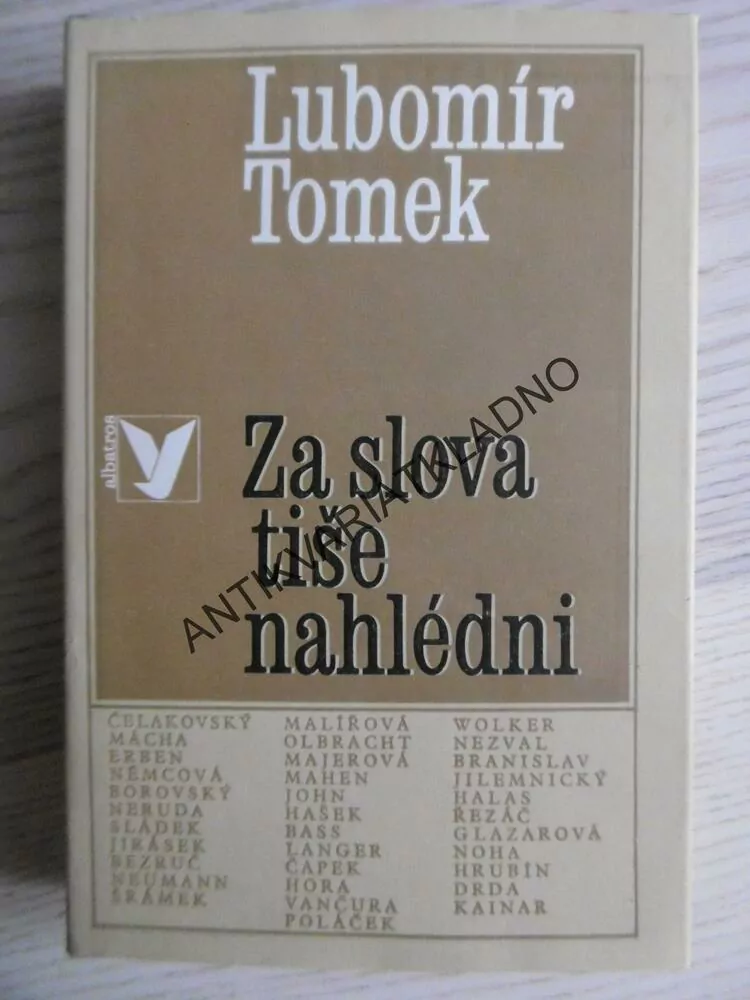 Lubomír
Tomek
albatros
Za slova
tiše
nahlédni
ANTIKVARIAT KLADNO
ČELAKOVSKÝ
MÁCHA
ERBEN
NĚMCOVÁ
BOROVSKÝ
NERUDA
SLÁDEK
JIRÁSEK
BEZRUČ
NEUMANN
ŠRÁMEK
MALÍŘOVÁ
OLBRACHT
MAJEROVÁ
MAHEN
JOHN
HAŠEK
BASS
LANGER
ČAPEK
HORA
VANČURA
POLÁČEK
WOLKER
NEZVAL
BRANISLAV
JILEMNICKÝ
HALAS
ŘEZÁČ
GLAZAROVÁ
NOHA
HRUBÍN
DRDA
KAINAR